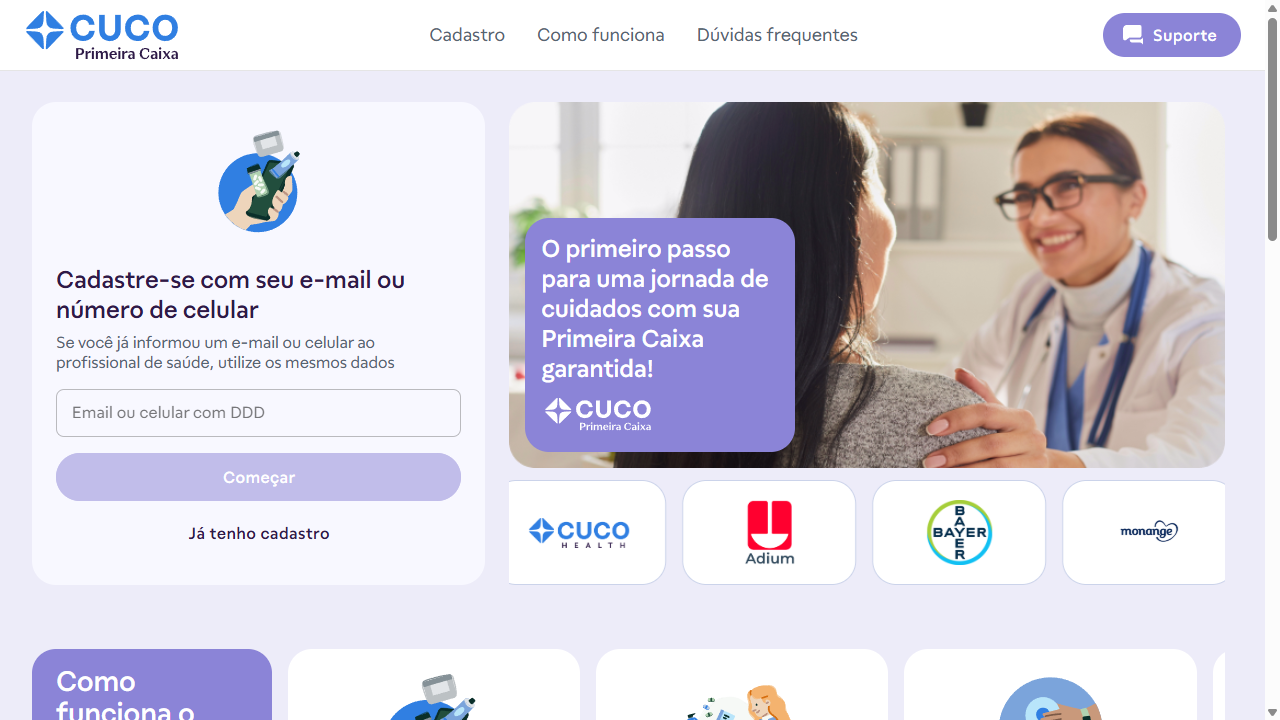 CUCO
Primeira Caixa
Cadastro
Como funciona
Dúvidas frequentes
Suporte
Cadastre-se com seu e-mail ou
número de celular
Se você já informou um e-mail ou celular ao
profissional de saúde, utilize os mesmos dados
Email ou celular com DDD
Começar
Já tenho cadastro
O primeiro passo
para uma jornada de
cuidados com sua
Primeira Caixa
garantida!
CUCO
Primeira Caixa
CUCO
HEALTH
Adium
BAYER
BAYER
monange
Como
funciona o